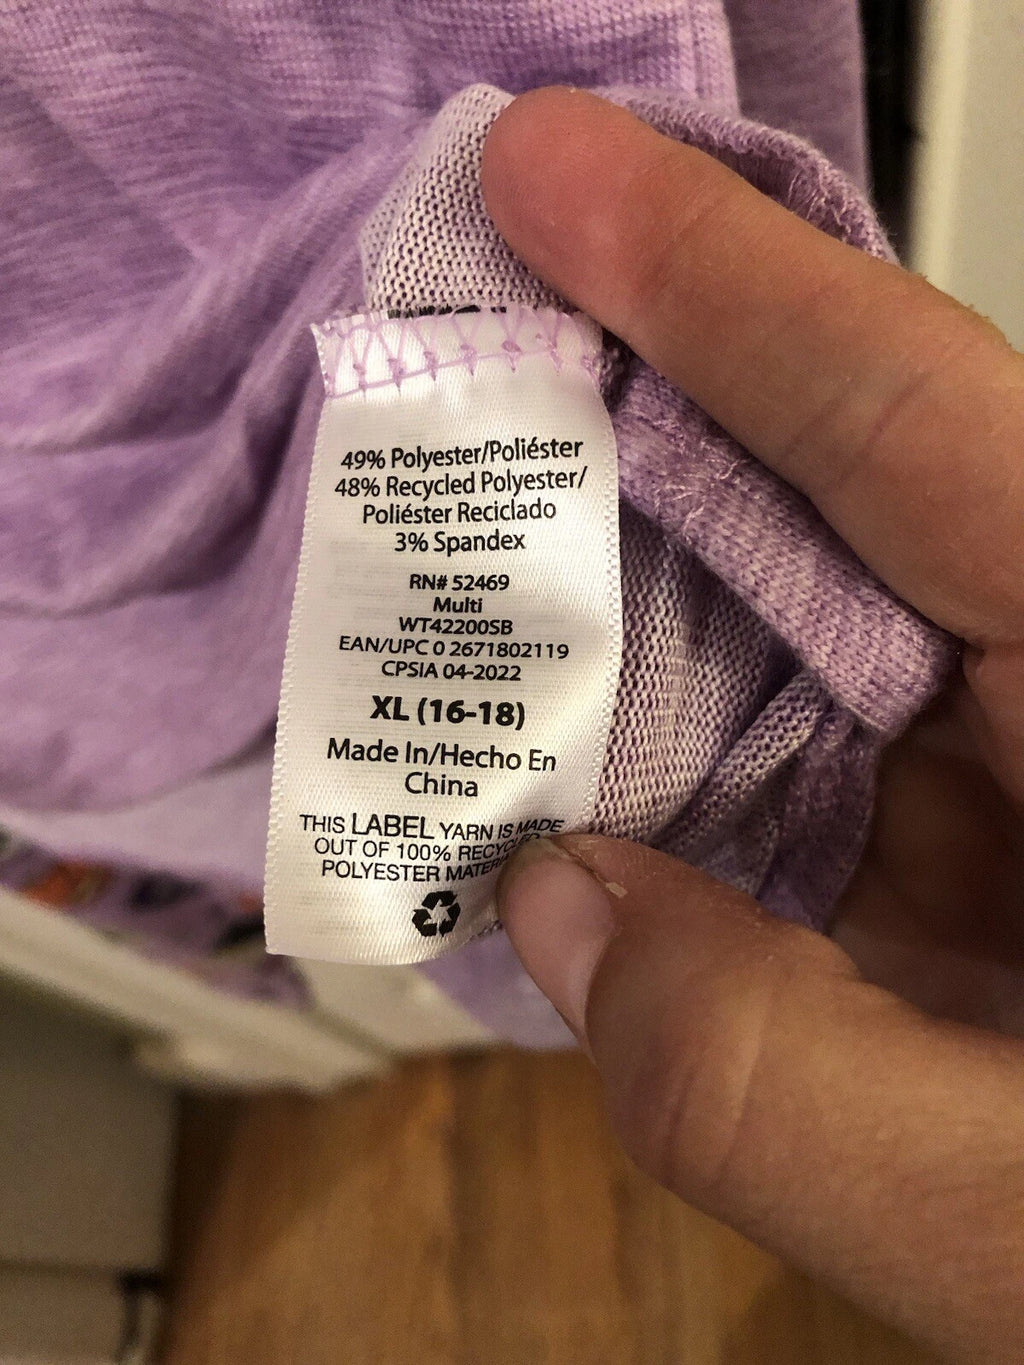 49% Polyester/Poliéster
48% Recycled Polyester/
Poliéster Reciclado
3% Spandex
RN# 52469
Multi
WT42200SB
EAN/UPC 0 2671802119
CPSIA 04-2022
XL (16-18)
Made In/Hecho En
China
THIS LABEL YARN IS MADE
OUT OF 100% RECYCLED
POLYESTER